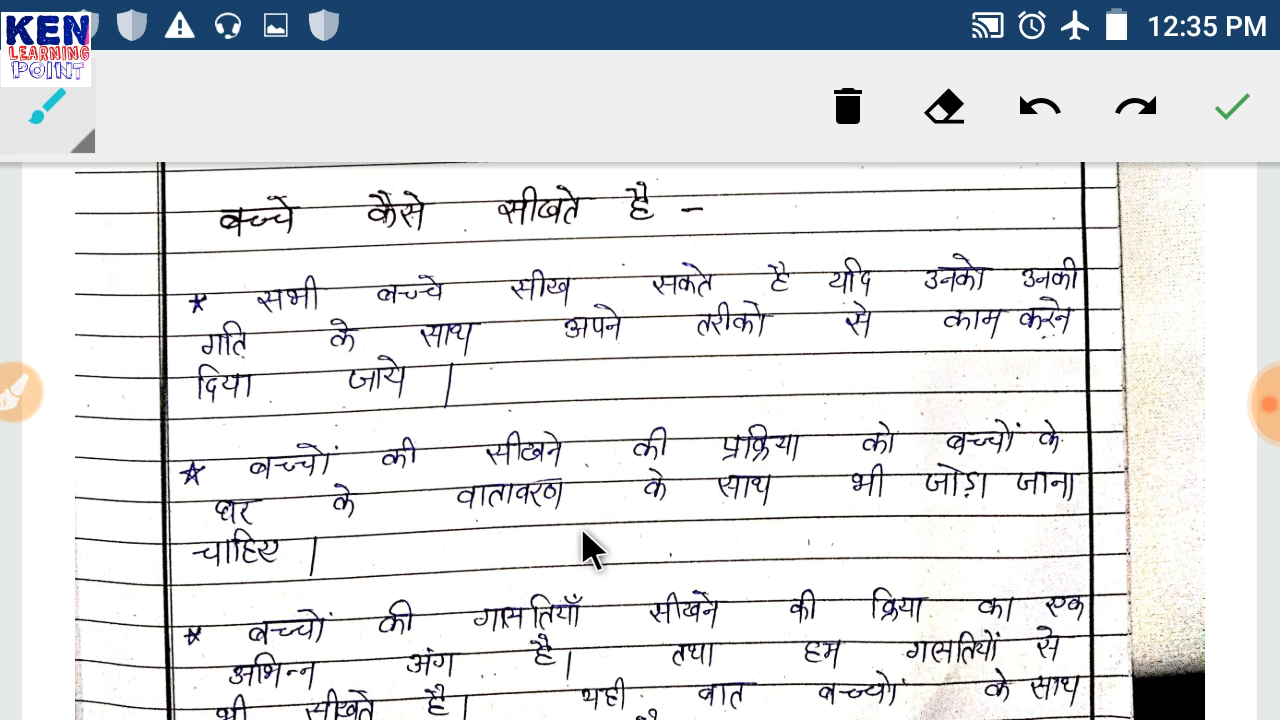 KEN
LEARNING
POINT
12:35 PM
बच्चे कैसे सीखते है -
* सभी बच्चे सीख सकते है यदि उनको उनकी
गति के साथ अपने तरीको से काम करने
दिया जाये |
* बच्चों की सीखने की प्रक्रिया को बच्चों के
घर के वातावरण के साथ भी जोड़ा जाना
चाहिए |
* बच्चों की गलतियाँ सीखने की क्रिया का एक
अभिन्न अंग है | तथा हम गलतियों से
भी सीखते है | यही बात बच्चों के साथ